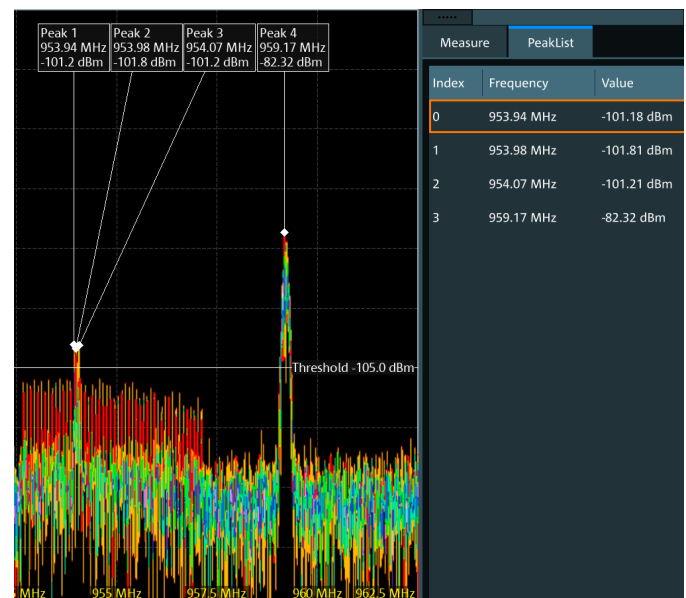 Peak 1
953.94 MHz
-101.2 dBm
Peak 2
953.98 MHz
-101.8 dBm
Peak 3
954.07 MHz
-101.2 dBm
Peak 4
959.17 MHz
-82.32 dBm
Threshold -105.0 dBm
MHz
955 MHz
957.5 MHz
960 MHz
962.5 MHz
Measure PeakList
Index Frequency Value
0 953.94 MHz -101.18 dBm
1 953.98 MHz -101.81 dBm
2 954.07 MHz -101.21 dBm
3 959.17 MHz -82.32 dBm